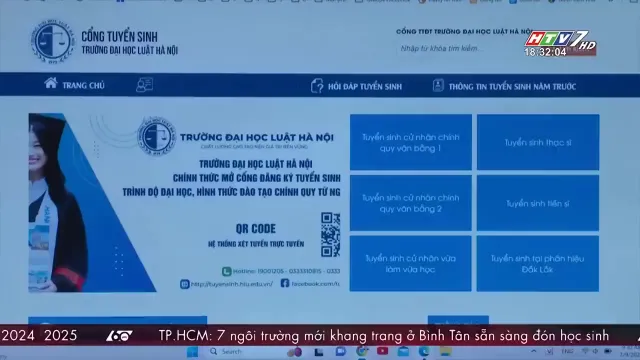 CỔNG TUYỂN SINH
TRƯỜNG ĐẠI HỌC LUẬT HÀ NỘI
CỔNG TTĐT TRƯỜNG ĐẠI HỌC LUẬT HÀ NỘI
Nhập từ khóa tìm kiếm...
HTV7 HD
18:32:04
TRANG CHỦ
HỎI ĐÁP TUYỂN SINH
THÔNG TIN TUYỂN SINH NĂM TRƯỚC
TRƯỜNG ĐẠI HỌC LUẬT HÀ NỘI
TRƯỜNG ĐẠI HỌC LUẬT HÀ NỘI
CHÍNH THỨC MỞ CỔNG ĐĂNG KÝ TUYỂN SINH
TRÌNH ĐỘ ĐẠI HỌC, HÌNH THỨC ĐÀO TẠO CHÍNH QUY TỪ NG
QR CODE
HỆ THỐNG XÉT TUYỂN TRỰC TUYẾN
Hotline: 19001205 - 0333310815 - 0333
http://tuyensinh.hlu.edu.vn/
facebook.com/h
Tuyển sinh cử nhân chính quy văn bằng 1
Tuyển sinh thạc sĩ
Tuyển sinh cử nhân chính quy văn bằng 2
Tuyển sinh tiến sĩ
Tuyển sinh cử nhân vừa làm vừa học
Tuyển sinh tại phân hiệu Đắk Lắk
2024 2025
60
TP.HCM: 7 ngôi trường mới khang trang ở Bình Tân sẵn sàng đón học sinh
Search
ENG